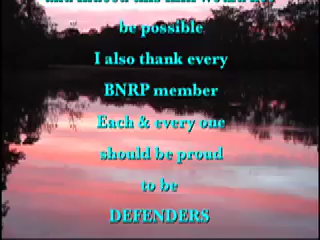 be possible
I also thank every
BNRP member
Each & every one
should be proud
to be
DEFENDERS